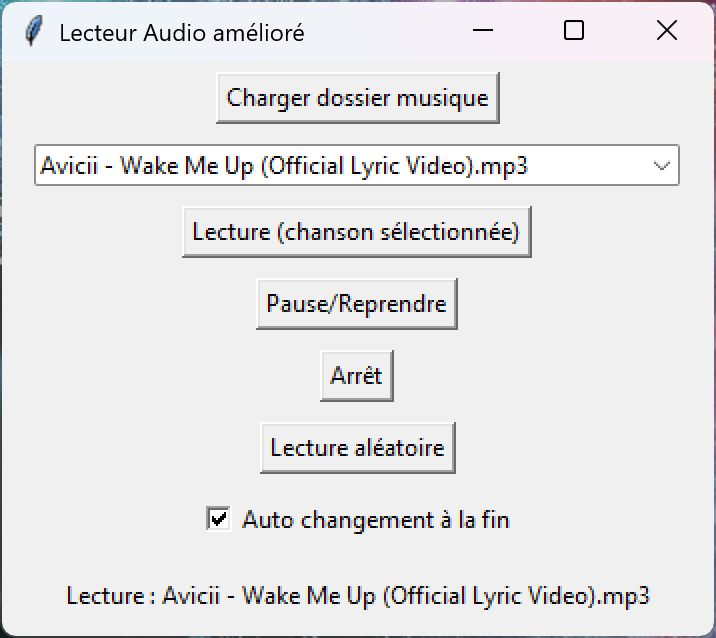 Lecteur Audio amélioré
Charger dossier musique
Avicii - Wake Me Up (Official Lyric Video).mp3
Lecture (chanson sélectionnée)
Pause/Reprendre
Arrêt
Lecture aléatoire
Auto changement à la fin
Lecture : Avicii - Wake Me Up (Official Lyric Video).mp3